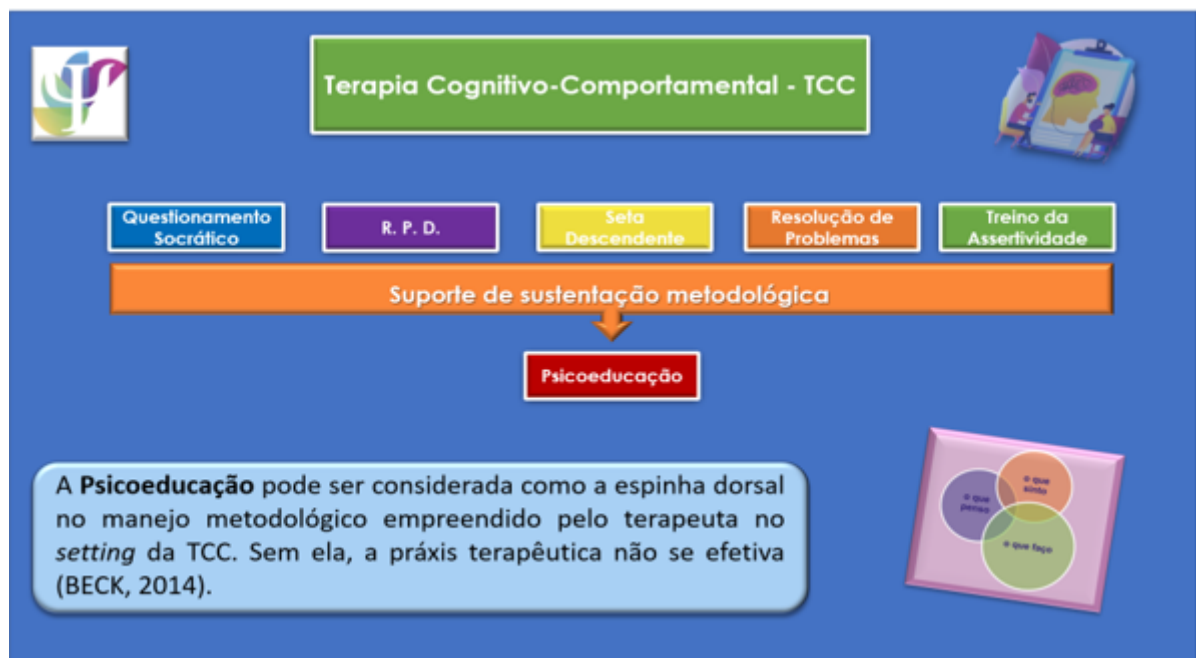 Terapia Cognitivo-Comportamental - TCC
Questionamento
Socrático
R. P. D.
Seta
Descendente
Resolução de
Problemas
Treino da
Assertividade
Suporte de sustentação metodológica
Psicoeducação
A Psicoeducação pode ser considerada como a espinha dorsal
no manejo metodológico empreendido pelo terapeuta no
setting da TCC. Sem ela, a práxis terapêutica não se efetiva
(BECK, 2014).
o que
sinto
o que
penso
o que faço